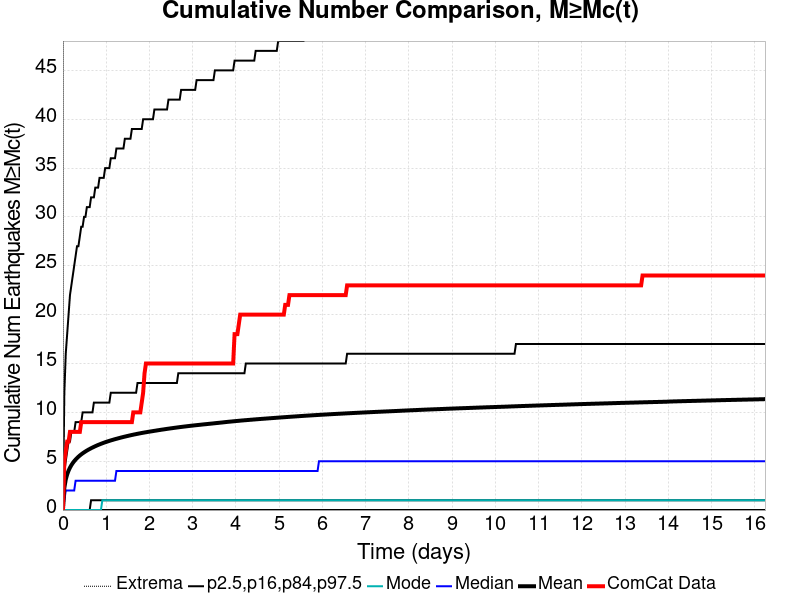 Cumulative Number Comparison, M≥Mc(t)
Cumulative Num Earthquakes M≥Mc(t)
45
40
35
30
25
20
15
10
5
0
0 1 2 3 4 5 6 7 8 9 10 11 12 13 14 15 16
Time (days)
Extrema p2.5,p16,p84,p97.5 Mode Median Mean ComCat Data